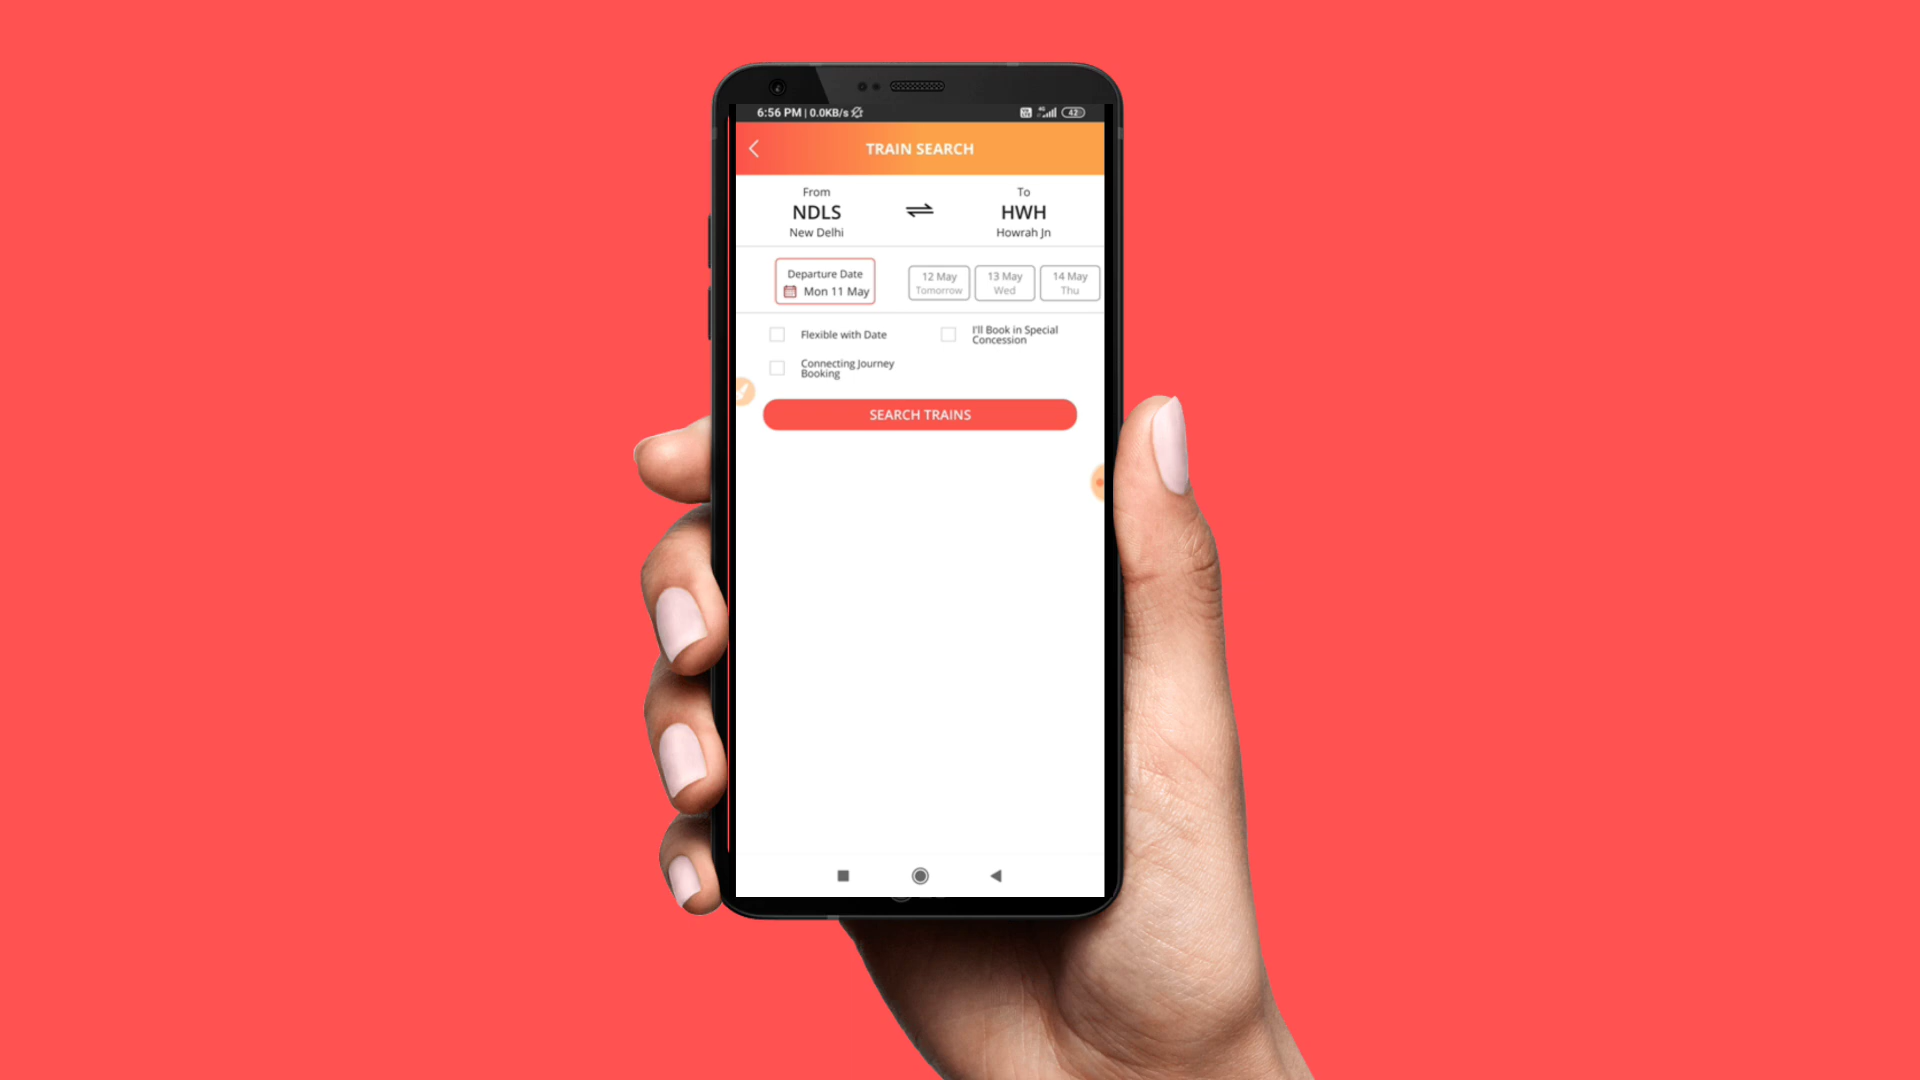 6:56 PM | 0.0KB/s
4G
42
TRAIN SEARCH
From
To
NDLS
HWH
New Delhi
Howrah Jn
Departure Date
Mon 11 May
12 May
Tomorrow
13 May
Wed
14 May
Thu
Flexible with Date
I'll Book in Special
Concession
Connecting Journey
Booking
SEARCH TRAINS